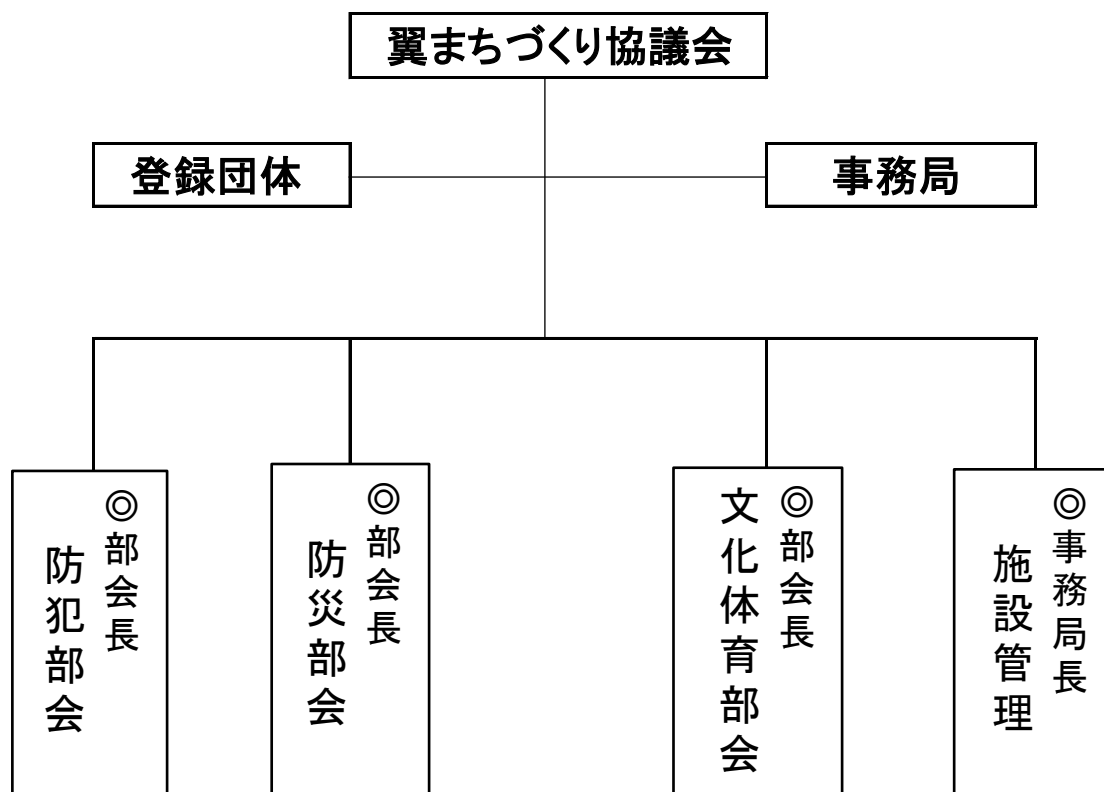 翼まちづくり協議会
登録団体
事務局
◎部会長
防犯部会
◎部会長
防災部会
◎部会長
文化体育部会
◎事務局長
施設管理